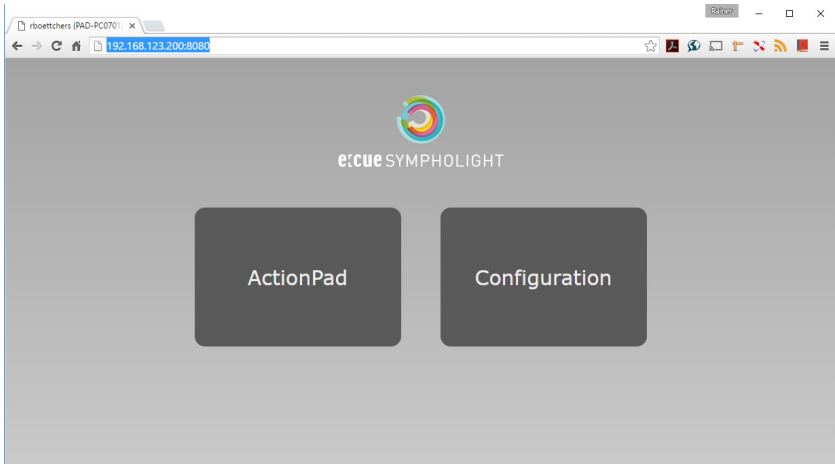 Rainer
rboettchers (PAD-PC0701
192.168.123.200:8080
e:cue SYMPHOLIGHT
ActionPad
Configuration